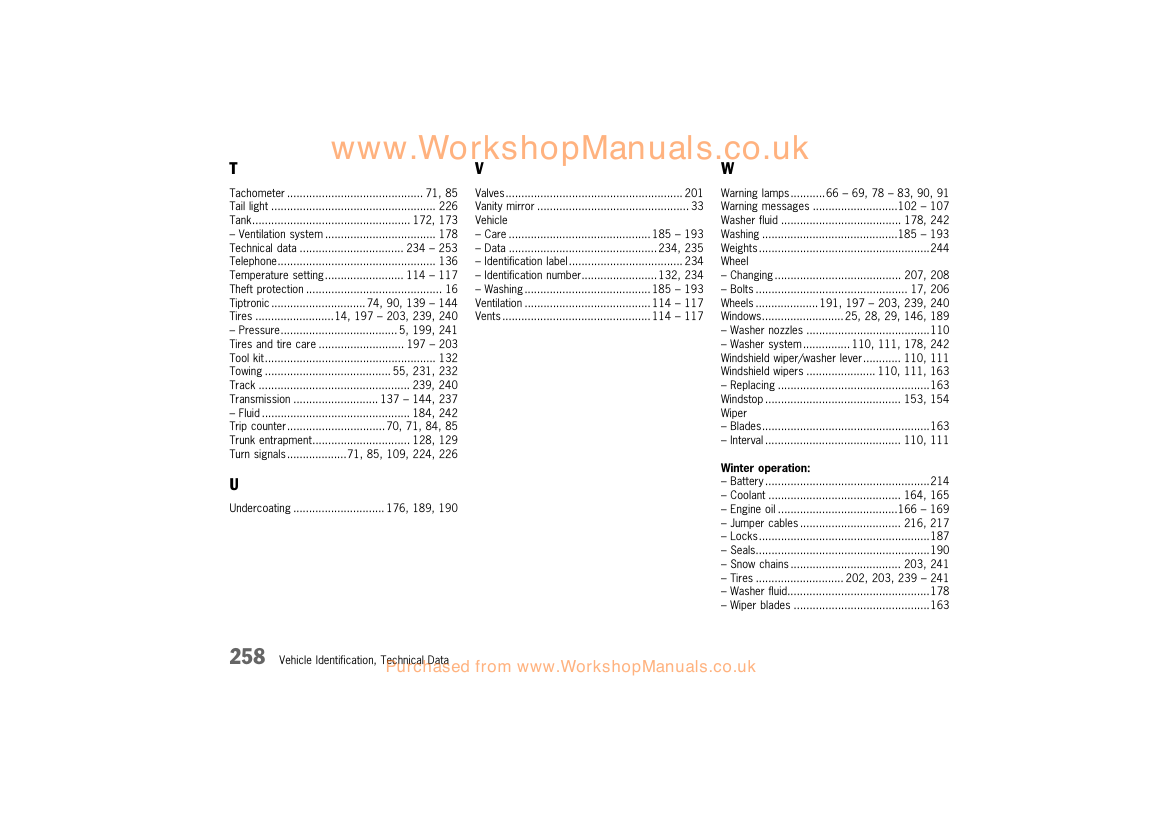 www.WorkshopManuals.co.uk
T
Tachometer ........................................... 71, 85
Tail light .................................................... 226
Tank.................................................. 172, 173
– Ventilation system ................................... 178
Technical data ................................. 234 – 253
Telephone.................................................. 136
Temperature setting......................... 114 – 117
Theft protection ........................................... 16
Tiptronic .............................. 74, 90, 139 – 144
Tires .........................14, 197 – 203, 239, 240
– Pressure..................................... 5, 199, 241
Tires and tire care ........................... 197 – 203
Tool kit...................................................... 132
Towing ........................................ 55, 231, 232
Track ................................................ 239, 240
Transmission ........................... 137 – 144, 237
– Fluid ............................................... 184, 242
Trip counter...............................70, 71, 84, 85
Trunk entrapment............................... 128, 129
Turn signals...................71, 85, 109, 224, 226
U
Undercoating ............................. 176, 189, 190
V
Valves........................................................ 201
Vanity mirror ................................................ 33
Vehicle
– Care ............................................. 185 – 193
– Data ...............................................234, 235
– Identification label.................................... 234
– Identification number........................132, 234
– Washing........................................ 185 – 193
Ventilation ........................................ 114 – 117
Vents ............................................... 114 – 117
W
Warning lamps...........66 – 69, 78 – 83, 90, 91
Warning messages ...........................102 – 107
Washer fluid ...................................... 178, 242
Washing ...........................................185 – 193
Weights......................................................244
Wheel
– Changing........................................ 207, 208
– Bolts ................................................ 17, 206
Wheels ....................191, 197 – 203, 239, 240
Windows..........................25, 28, 29, 146, 189
– Washer nozzles .......................................110
– Washer system............... 110, 111, 178, 242
Windshield wiper/washer lever............ 110, 111
Windshield wipers ...................... 110, 111, 163
– Replacing ................................................163
Windstop ........................................... 153, 154
Wiper
– Blades.....................................................163
– Interval ........................................... 110, 111
Winter operation:
– Battery....................................................214
– Coolant .......................................... 164, 165
– Engine oil ......................................166 – 169
– Jumper cables ................................ 216, 217
– Locks......................................................187
– Seals.......................................................190
– Snow chains ................................... 203, 241
– Tires ............................ 202, 203, 239 – 241
– Washer fluid.............................................178
– Wiper blades ...........................................163
258 Vehicle Identification, Technical Data
Purchased from www.WorkshopManuals.co.uk